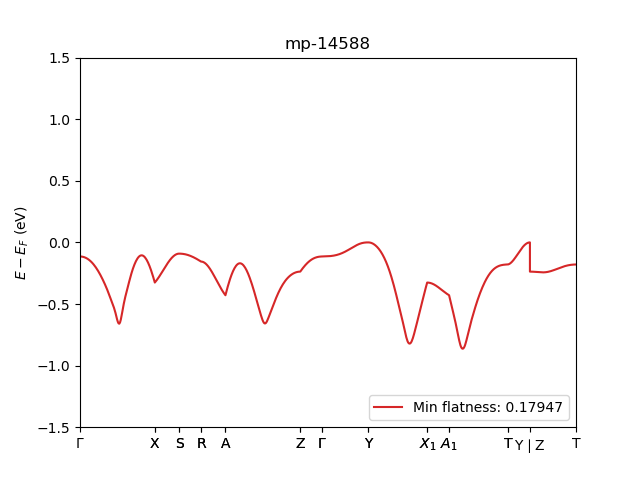 mp-14588
E − E_F (eV)
1.5
1.0
0.5
0.0
−0.5
−1.0
−1.5
Min flatness: 0.17947
Γ X S R A Z Γ Y X₁ A₁ T Y | Z T